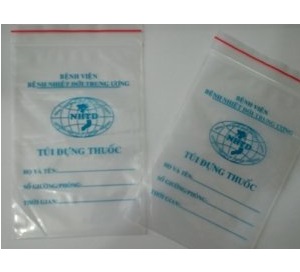 BỆNH VIỆN
BỆNH NHIỆT ĐỚI TRUNG ƯƠNG
NHTD
TÚI ĐỰNG THUỐC
HỌ VÀ TÊN:
SỐ GIƯỜNG/PHÒNG:
THỜI GIAN:
BỆNH VIỆN
BỆNH NHIỆT ĐỚI TRUNG ƯƠNG
NHTD
TÚI ĐỰNG THUỐC
HỌ VÀ TÊN:
SỐ GIƯỜNG/PHÒNG:
THỜI GIAN: